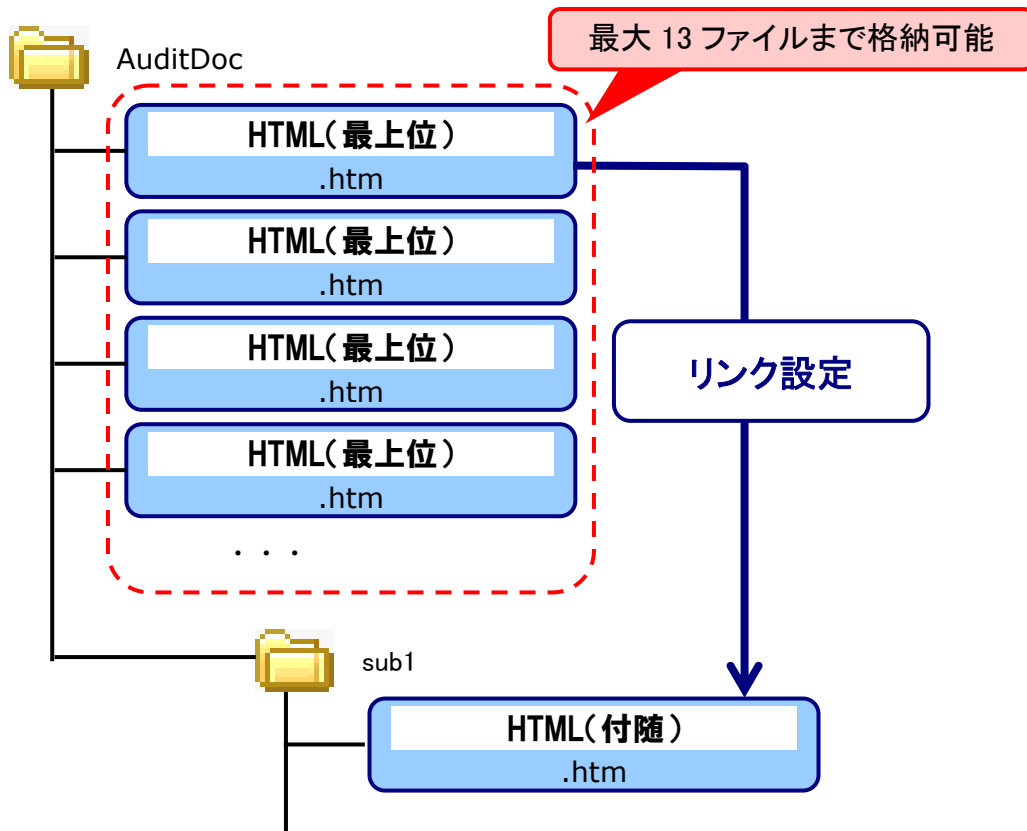 最大 13 ファイルまで格納可能
AuditDoc
HTML(最上位)
.htm
HTML(最上位)
.htm
HTML(最上位)
.htm
HTML(最上位)
.htm
・・・
リンク設定
sub1
HTML(付随)
.htm